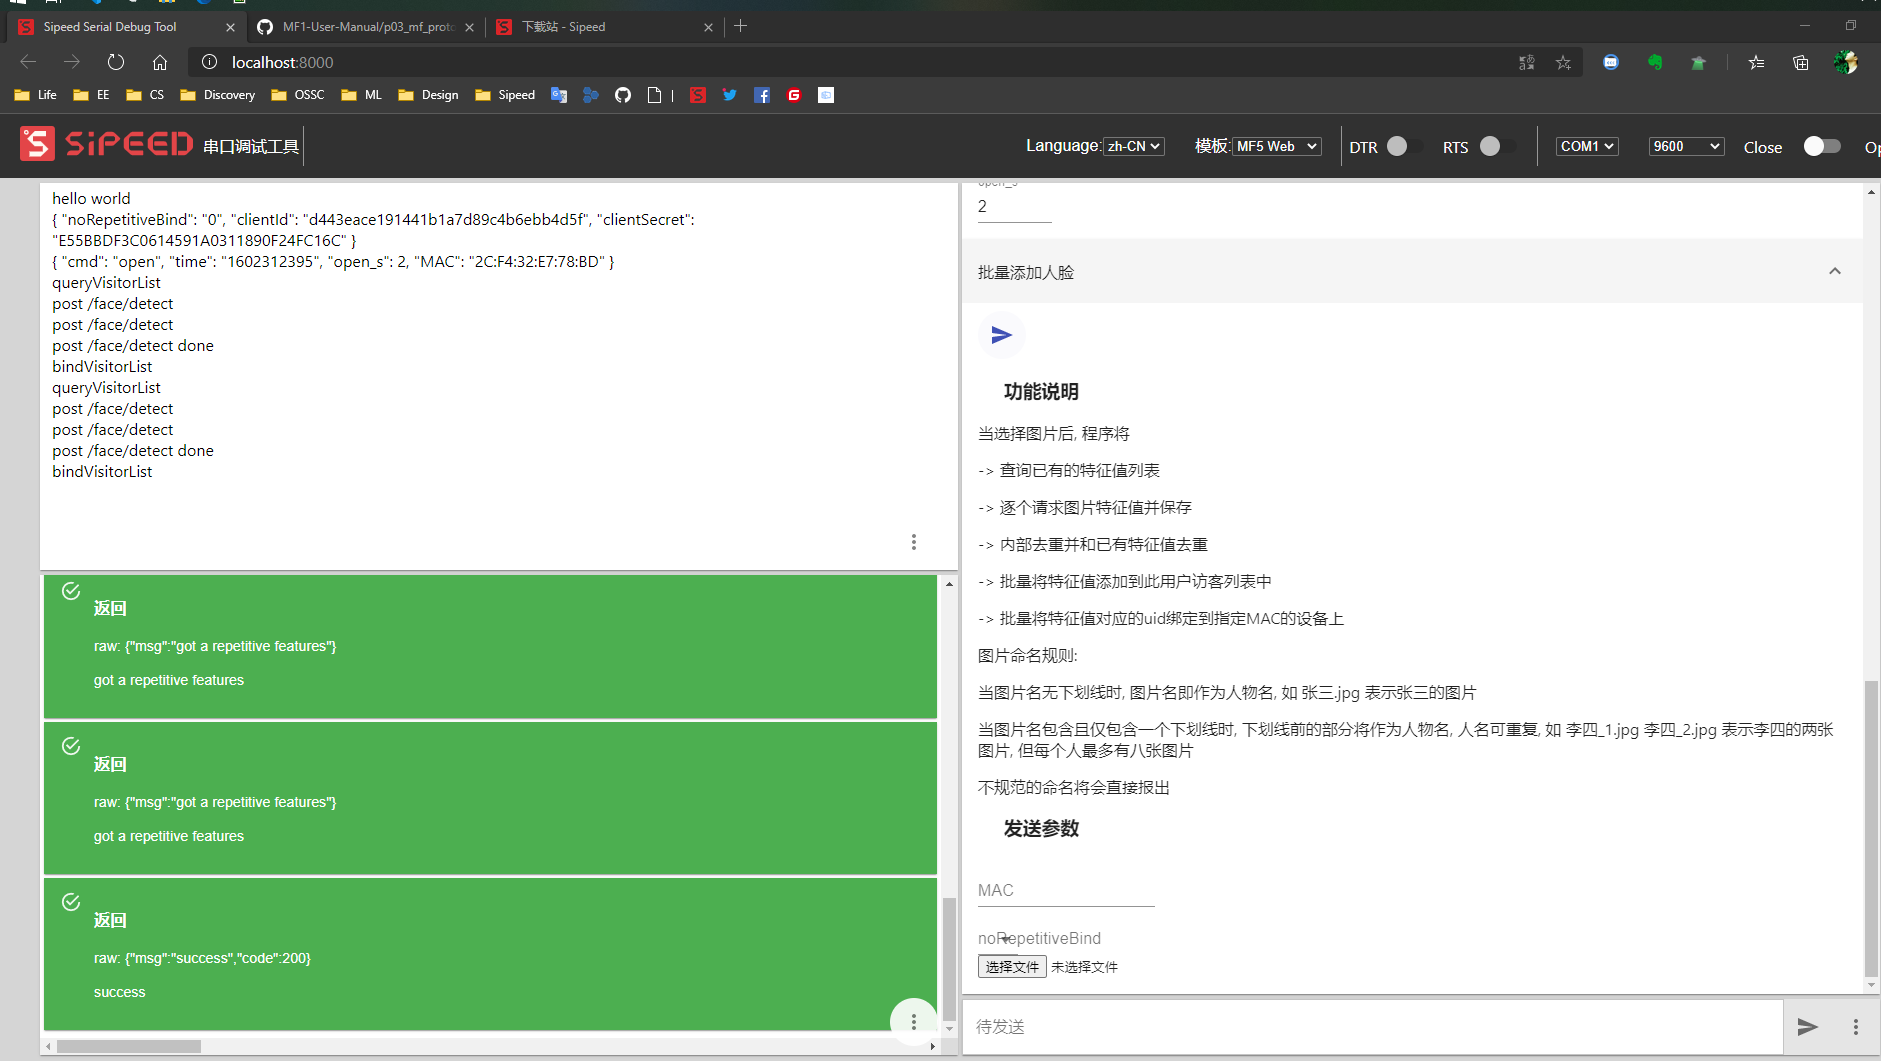 Sipeed Serial Debug Tool
MF1-User-Manual/p03_mf_proto
下载站 - Sipeed
localhost:8000
Life
EE
CS
Discovery
OSSC
ML
Design
Sipeed
SiPEED 串口调试工具
Language: zh-CN
模板: MF5 Web
DTR
RTS
COM1
9600
Close
Op
hello world
{ "noRepetitiveBind": "0", "clientId": "d443eace191441b1a7d89c4b6ebb4d5f", "clientSecret":
"E55BBDF3C0614591A0311890F24FC16C" }
{ "cmd": "open", "time": "1602312395", "open_s": 2, "MAC": "2C:F4:32:E7:78:BD" }
queryVisitorList
post /face/detect
post /face/detect
post /face/detect done
bindVisitorList
queryVisitorList
post /face/detect
post /face/detect
post /face/detect done
bindVisitorList
返回
raw: {"msg":"got a repetitive features"}
got a repetitive features
返回
raw: {"msg":"got a repetitive features"}
got a repetitive features
返回
raw: {"msg":"success","code":200}
success
open_s
2
批量添加人脸
功能说明
当选择图片后, 程序将
-> 查询已有的特征值列表
-> 逐个请求图片特征值并保存
-> 内部去重并和已有特征值去重
-> 批量将特征值添加到此用户访客列表中
-> 批量将特征值对应的uid绑定到指定MAC的设备上
图片命名规则:
当图片名无下划线时, 图片名即作为人物名, 如 张三.jpg 表示张三的图片
当图片名包含且仅包含一个下划线时, 下划线前的部分将作为人物名, 人名可重复, 如 李四_1.jpg 李四_2.jpg 表示李四的两张
图片, 但每个人最多有八张图片
不规范的命名将会直接报出
发送参数
MAC
noRepetitiveBind
选择文件 未选择文件
待发送